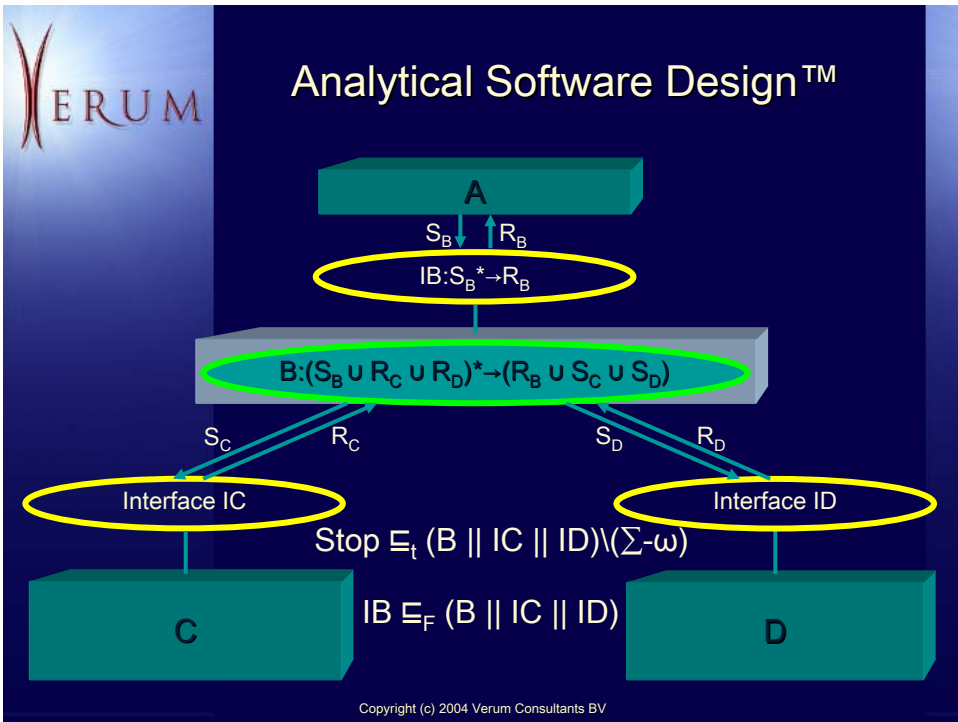 VERUM
Analytical Software Design™
A
S_B R_B
IB:S_B*→R_B
B:(S_B ∪ R_C ∪ R_D)*→(R_B ∪ S_C ∪ S_D)
S_C R_C S_D R_D
Interface IC Interface ID
Stop ⊑_t (B || IC || ID)\(∑-ω)
IB ⊑_F (B || IC || ID)
C D
Copyright (c) 2004 Verum Consultants BV